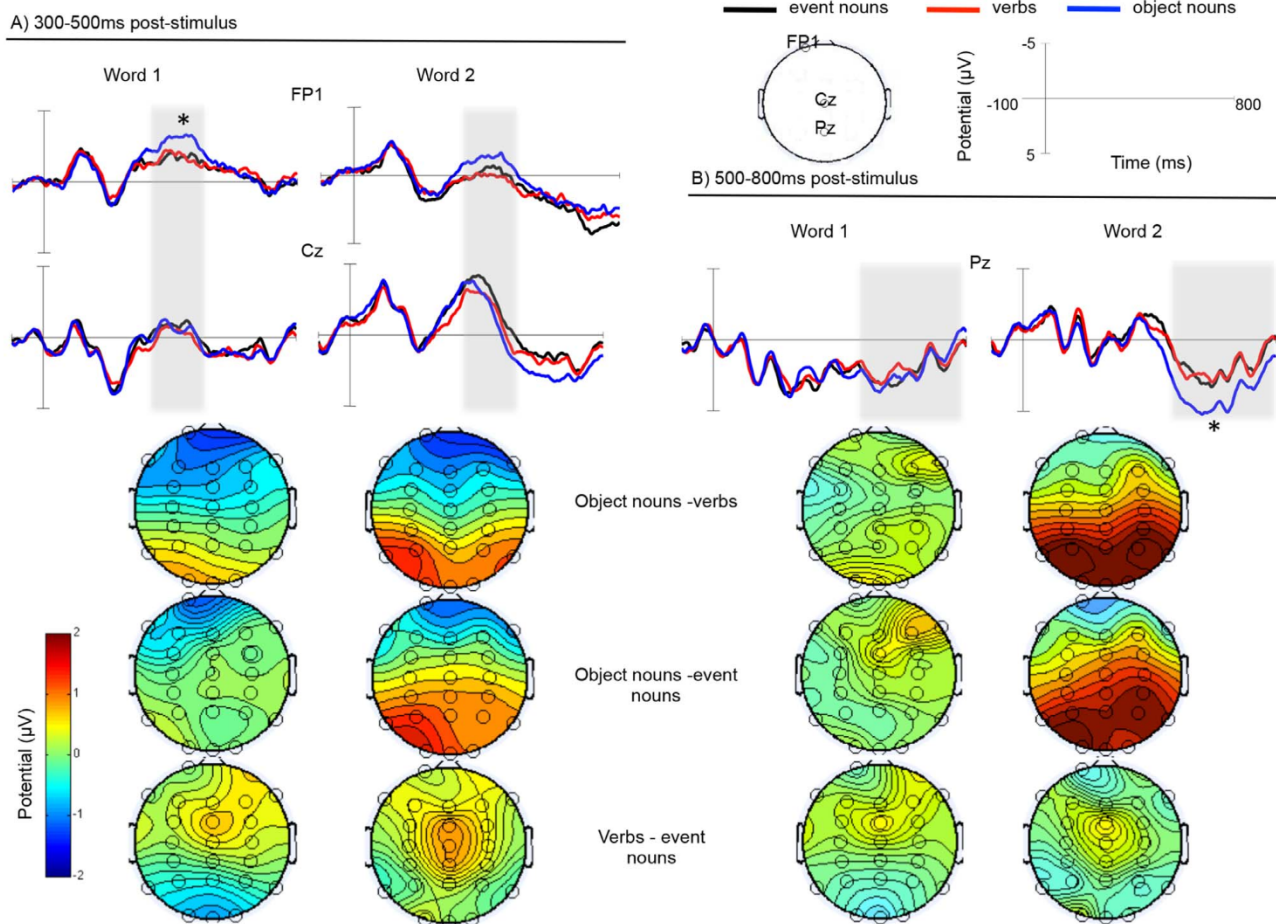 event nouns verbs object nouns
A) 300-500ms post-stimulus
Word 1 Word 2
FP1
*
Cz
FP1
Cz
Pz
Potential (µV)
-5
-100 800
5
Time (ms)
B) 500-800ms post-stimulus
Word 1 Word 2
Pz
*
Object nouns -verbs
Object nouns -event
nouns
Verbs - event
nouns
Potential (µV)
2
1
0
-1
-2